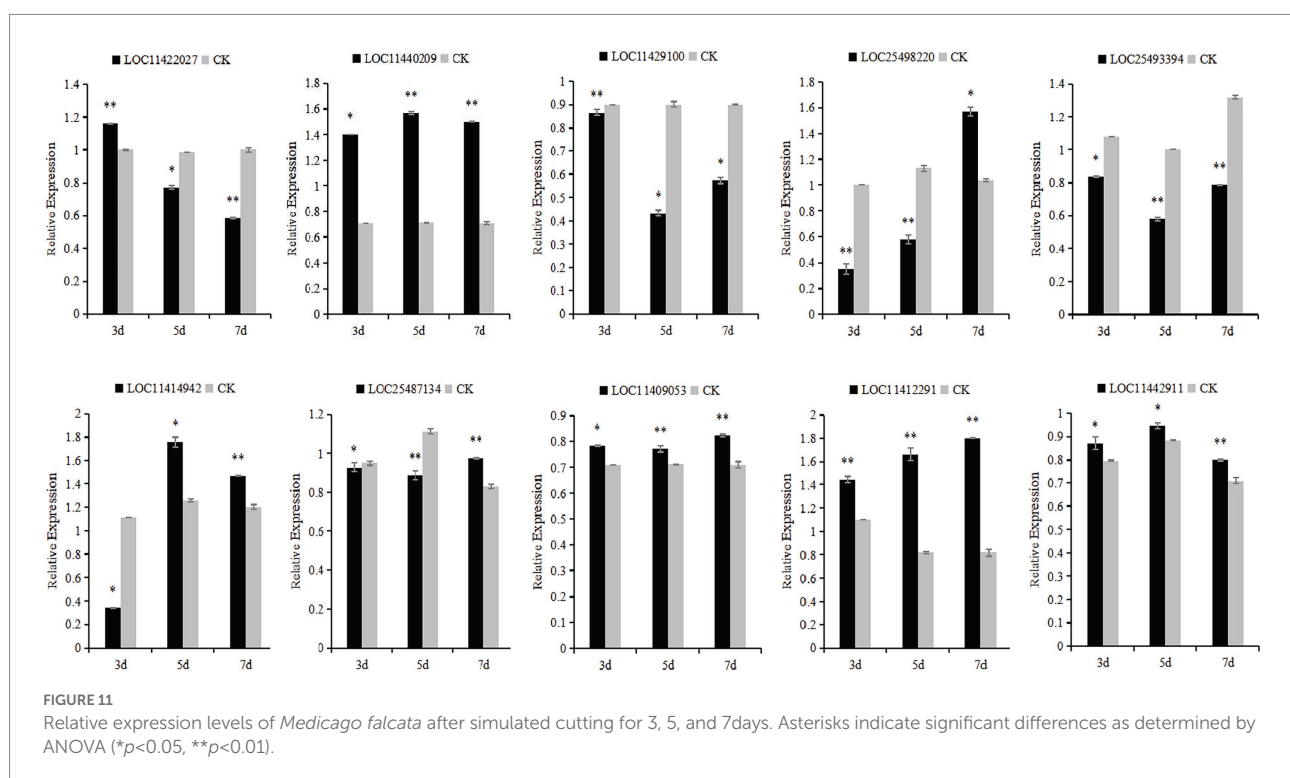 LOC11422027 CK
Relative Expression
1.4
1.2
1
0.8
0.6
0.4
0.2
0
** * **
3d 5d 7d
LOC11440209 CK
Relative Expression
1.8
1.6
1.4
1.2
1
0.8
0.6
0.4
0.2
0
* ** **
3d 5d 7d
LOC11429100 CK
Relative Expression
1
0.9
0.8
0.7
0.6
0.5
0.4
0.3
0.2
0.1
0
** * *
3d 5d 7d
LOC25498220 CK
Relative Expression
1.8
1.6
1.4
1.2
1
0.8
0.6
0.4
0.2
0
** ** *
3d 5d 7d
LOC25493394 CK
Relative Expression
1.4
1.2
1
0.8
0.6
0.4
0.2
0
* ** **
3d 5d 7d
LOC11414942 CK
Relative Expression
2
1.8
1.6
1.4
1.2
1
0.8
0.6
0.4
0.2
0
* * **
3d 5d 7d
LOC25487134 CK
Relative Expression
1.2
1
0.8
0.6
0.4
0.2
0
* ** **
3d 5d 7d
LOC11409053 CK
Relative Expression
0.9
0.8
0.7
0.6
0.5
0.4
0.3
0.2
0.1
0
* ** **
3d 5d 7d
LOC11412291 CK
Relative Expression
2
1.8
1.6
1.4
1.2
1
0.8
0.6
0.4
0.2
0
** ** **
3d 5d 7d
LOC11442911 CK
Relative Expression
1
0.9
0.8
0.7
0.6
0.5
0.4
0.3
0.2
0.1
0
* * **
3d 5d 7d
FIGURE 11
Relative expression levels of Medicago falcata after simulated cutting for 3, 5, and 7days. Asterisks indicate significant differences as determined by
ANOVA (*p<0.05, **p<0.01).